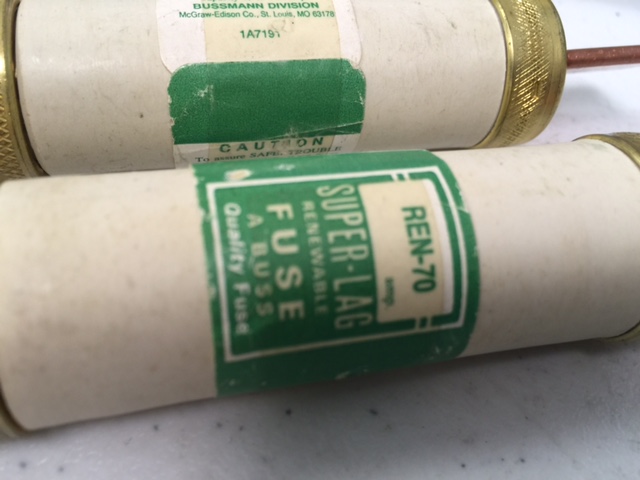 BUSSMANN DIVISION
McGraw-Edison Co., St. Louis, MO 63178
1A7191
CAUTION
To assure SAFE, TROUBLE
REN-70
amp.
SUPER-LAG
RENEWABLE
FUSE
A BUSS
Quality Fuse